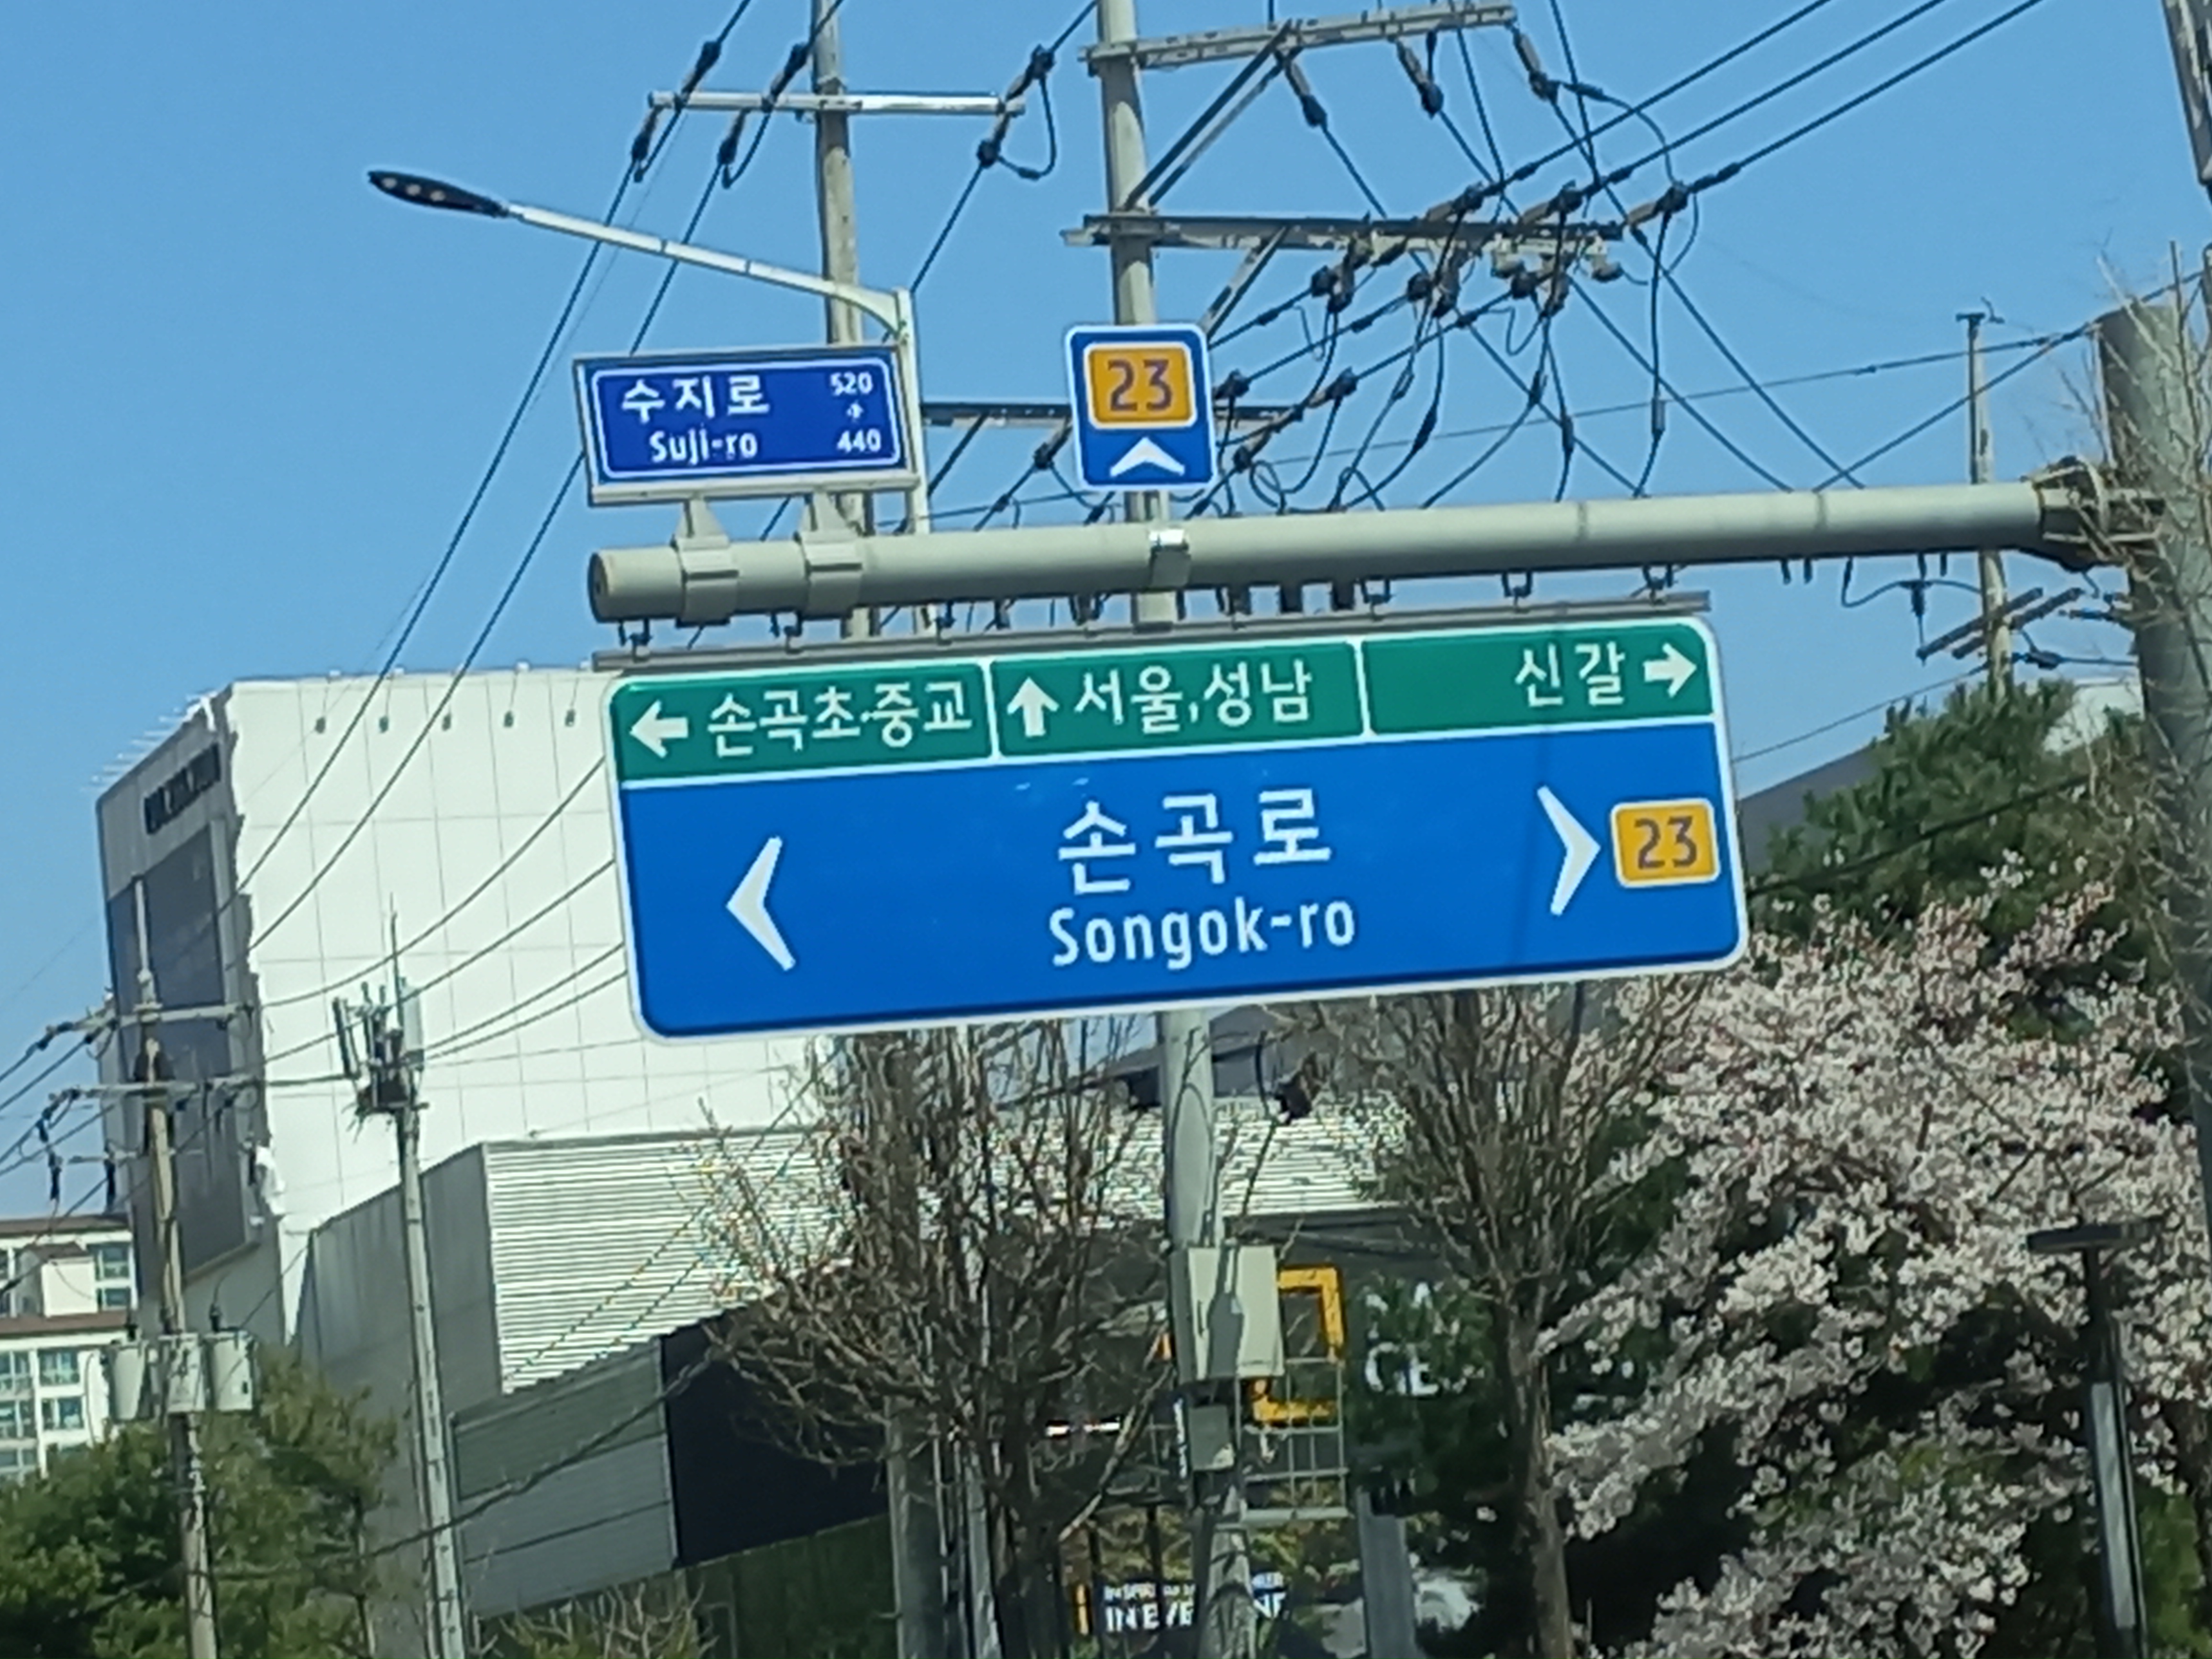 수지로 520
Suji-ro 440
23
손곡초·중교
서울,성남
신갈
손곡로
Songok-ro
23